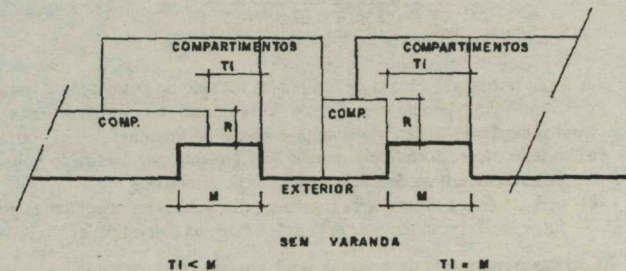 COMPARTIMENTOS COMPARTIMENTOS
TI TI
COMP. R COMP. R
EXTERIOR
M M
SEM VARANDA
TI < M TI = M